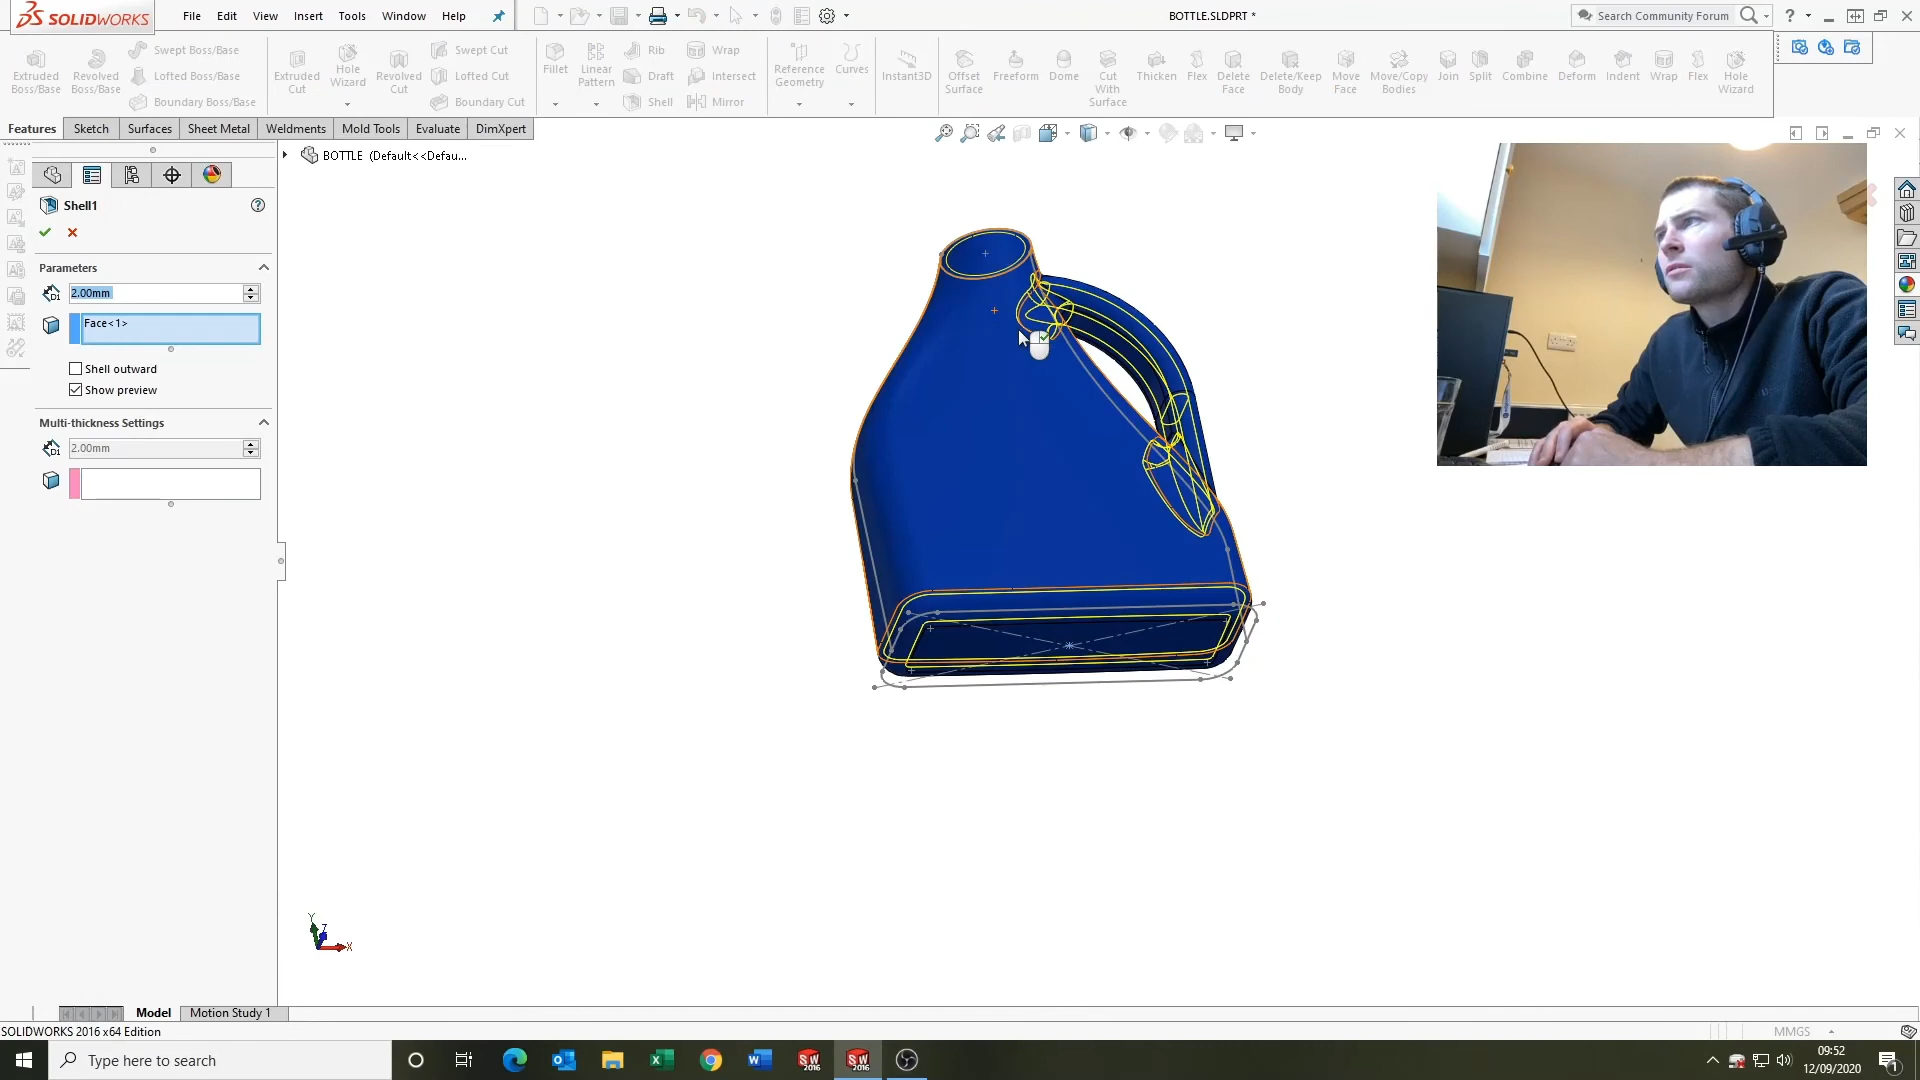 SOLIDWORKS
File Edit View Insert Tools Window Help
BOTTLE.SLDPRT *
Search Community Forum
Extruded Boss/Base
Revolved Boss/Base
Swept Boss/Base
Lofted Boss/Base
Boundary Boss/Base
Extruded Cut
Hole Wizard
Revolved Cut
Swept Cut
Lofted Cut
Boundary Cut
Fillet
Linear Pattern
Rib
Draft
Shell
Wrap
Intersect
Mirror
Reference Geometry
Curves
Instant3D
Offset Surface
Freeform
Dome
Cut With Surface
Thicken
Flex
Delete Face
Delete/Keep Body
Move Face
Move/Copy Bodies
Join
Split
Combine
Deform
Indent
Wrap
Flex
Hole Wizard
Features Sketch Surfaces Sheet Metal Weldments Mold Tools Evaluate DimXpert
BOTTLE (Default<<Defau...
Shell1
Parameters
2.00mm
Face<1>
Shell outward
Show preview
Multi-thickness Settings
2.00mm
Y
Z
X
Model Motion Study 1
SOLIDWORKS 2016 x64 Edition
MMGS
Type here to search
09:52
12/09/2020